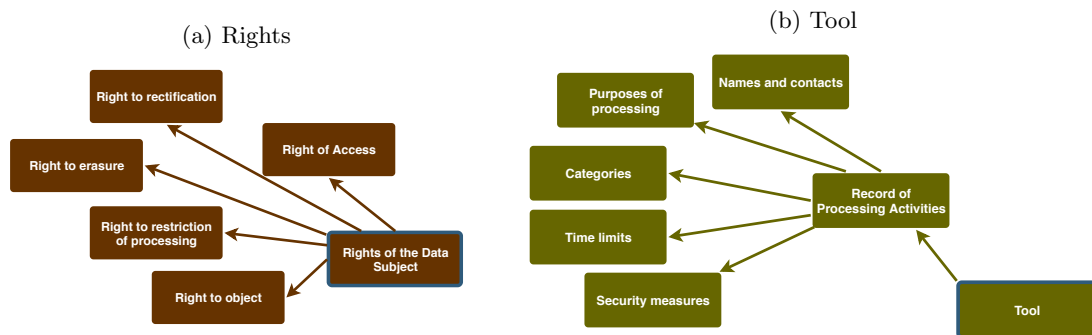 (a) Rights
Right to rectification
Right of Access
Right to erasure
Right to restriction
of processing
Rights of the Data
Subject
Right to object
(b) Tool
Names and contacts
Purposes of
processing
Categories
Record of
Processing Activities
Time limits
Security measures
Tool